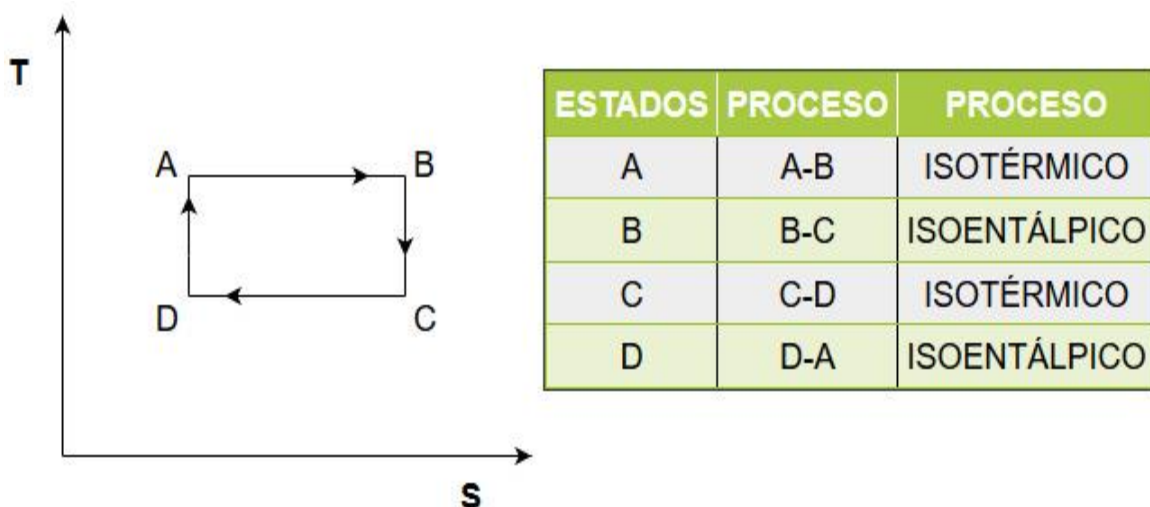 T
A
B
D
C
S
ESTADOS PROCESO PROCESO
A A-B ISOTÉRMICO
B B-C ISOENTÁLPICO
C C-D ISOTÉRMICO
D D-A ISOENTÁLPICO